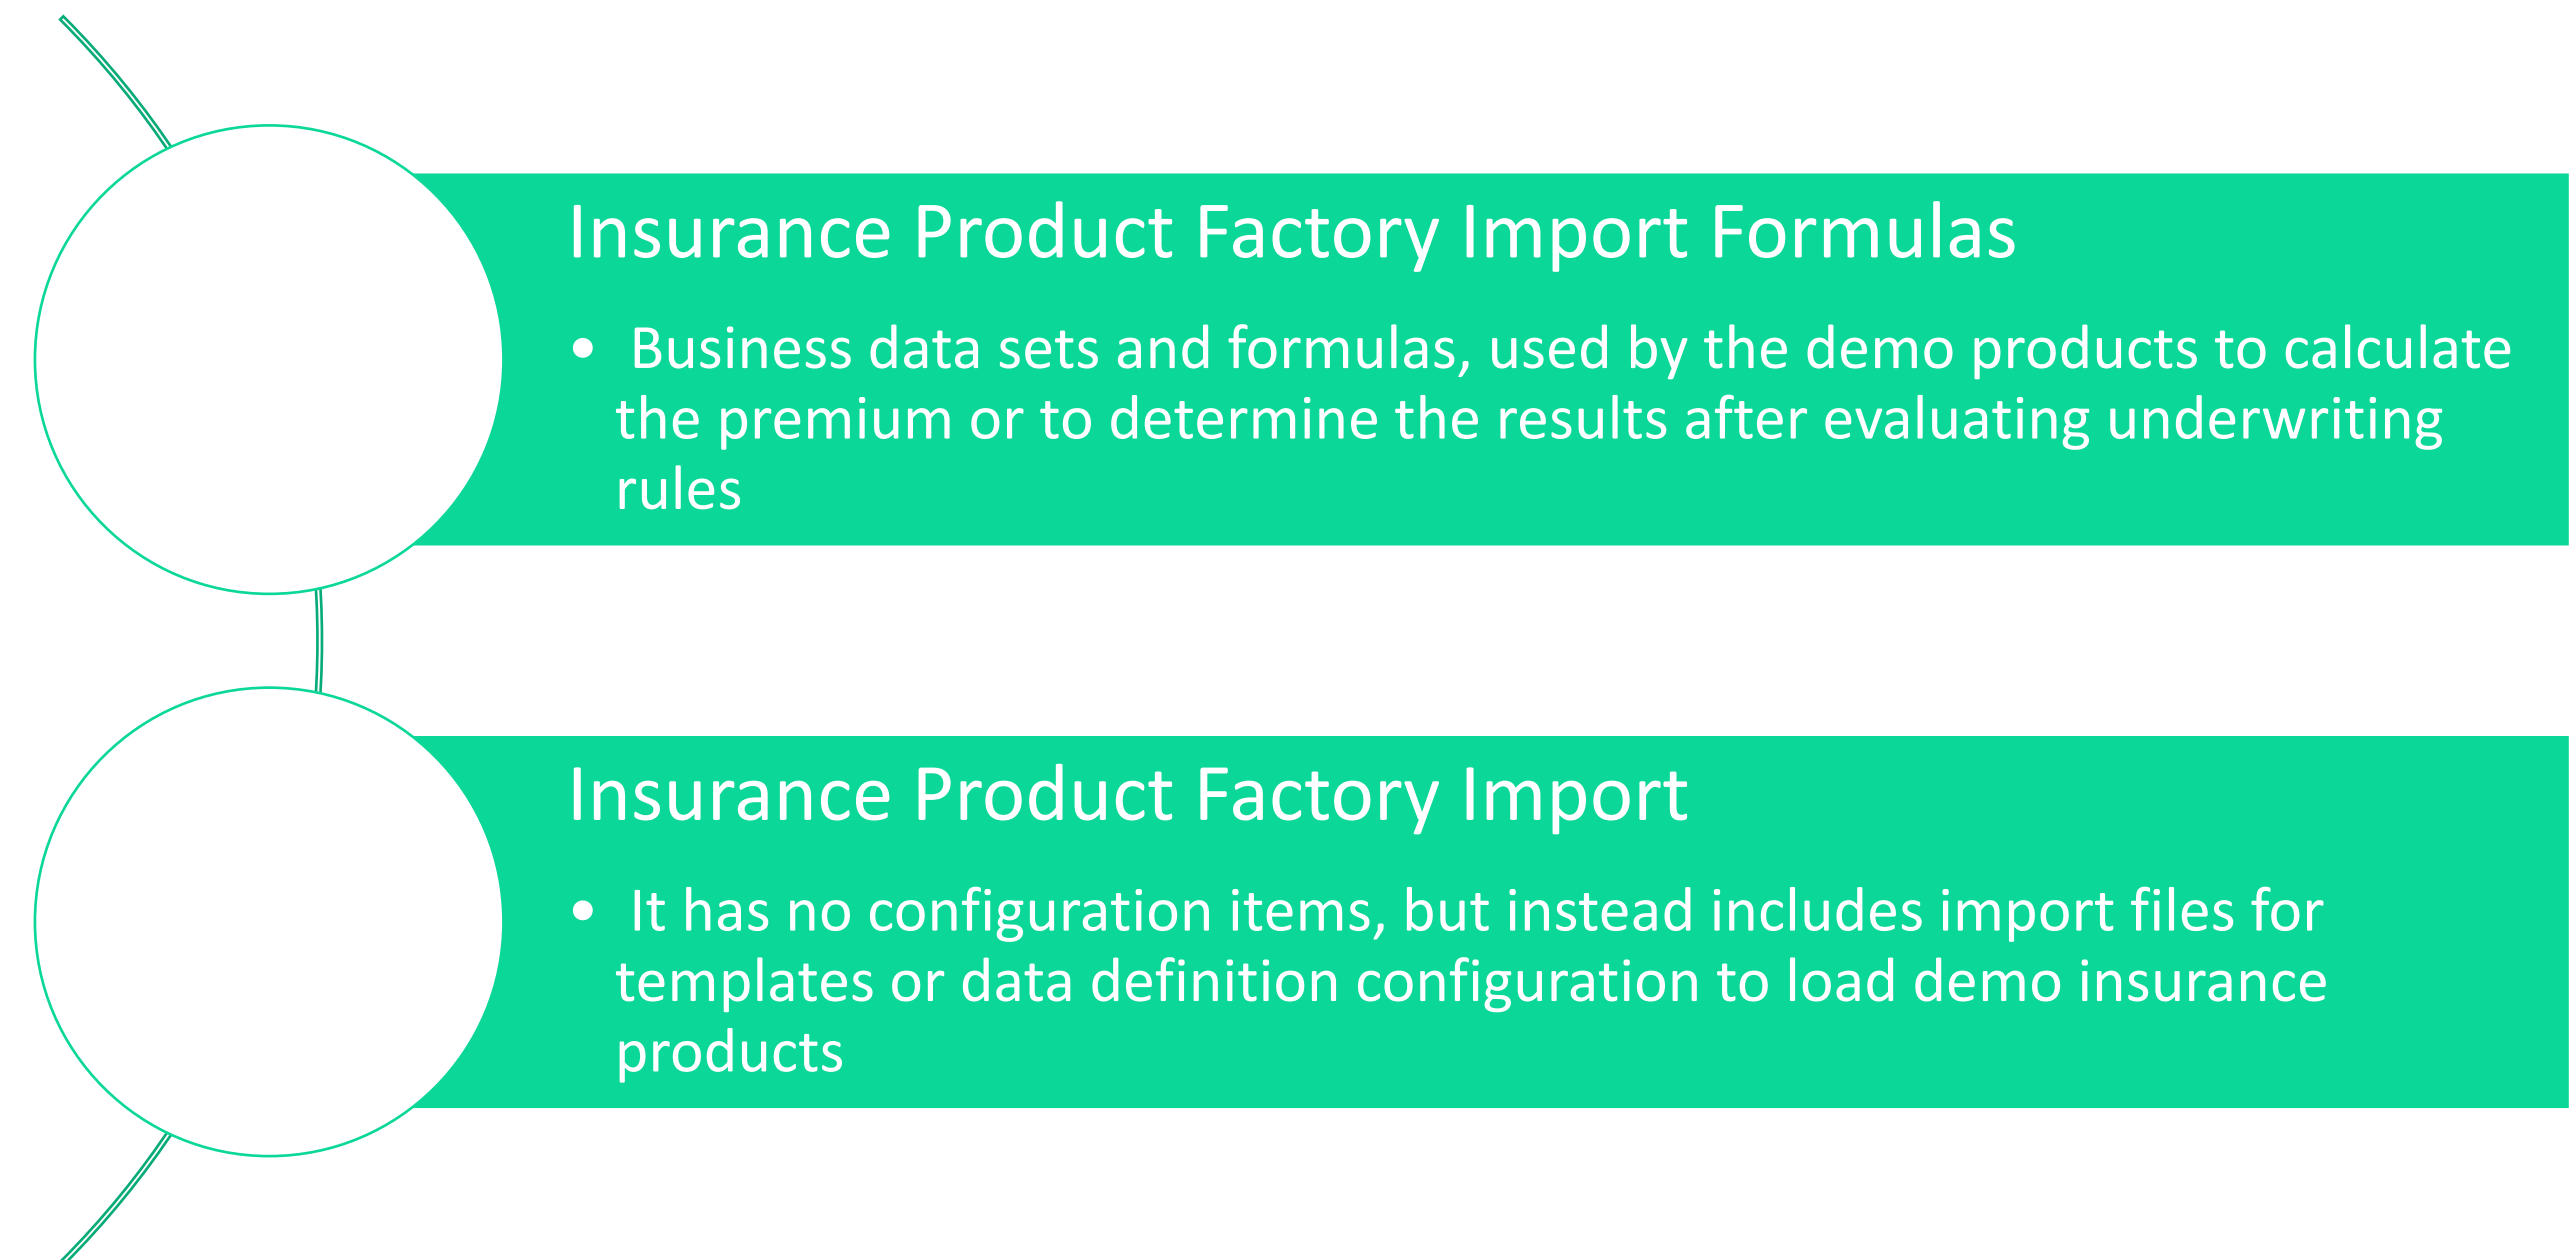 Insurance Product Factory Import Formulas
• Business data sets and formulas, used by the demo products to calculate
the premium or to determine the results after evaluating underwriting
rules
Insurance Product Factory Import
• It has no configuration items, but instead includes import files for
templates or data definition configuration to load demo insurance
products